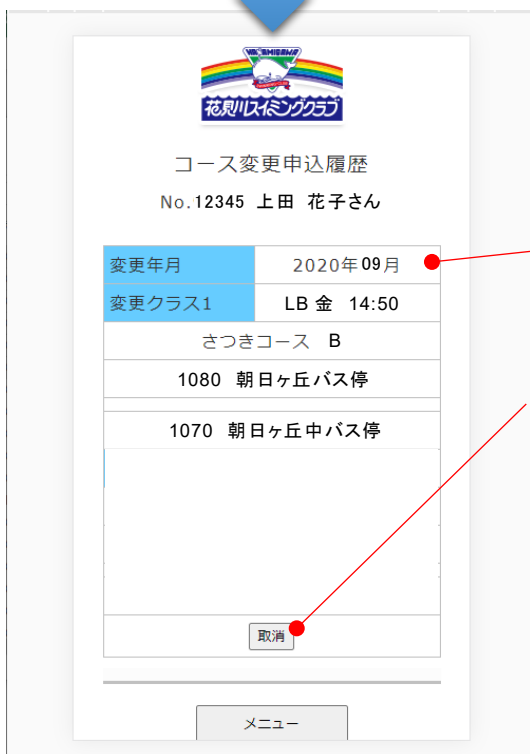 花見川スイミングクラブ
コース変更申込履歴
No.12345 上田 花子さん
変更年月 2020年09月
変更クラス1 LB 金 14:50
さつきコース B
1080 朝日ヶ丘バス停
1070 朝日ヶ丘中バス停
取消
メニュー